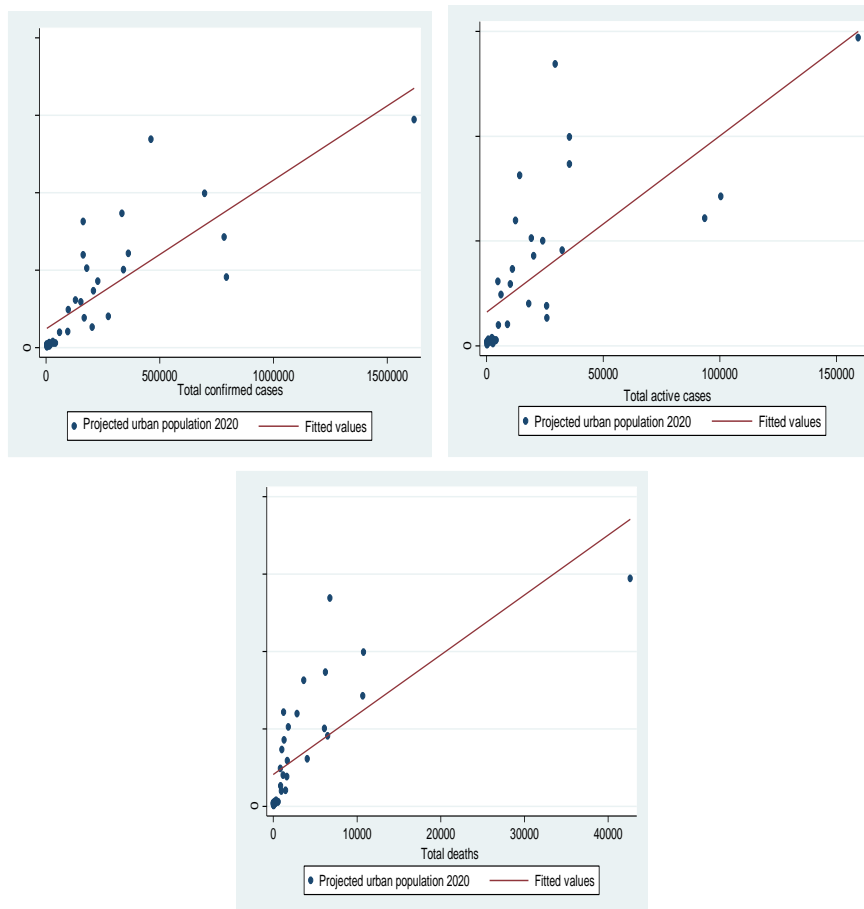 0
0 500000 1000000 1500000
Total confirmed cases
Projected urban population 2020 Fitted values
0
0 50000 100000 150000
Total active cases
Projected urban population 2020 Fitted values
0
0 10000 20000 30000 40000
Total deaths
Projected urban population 2020 Fitted values